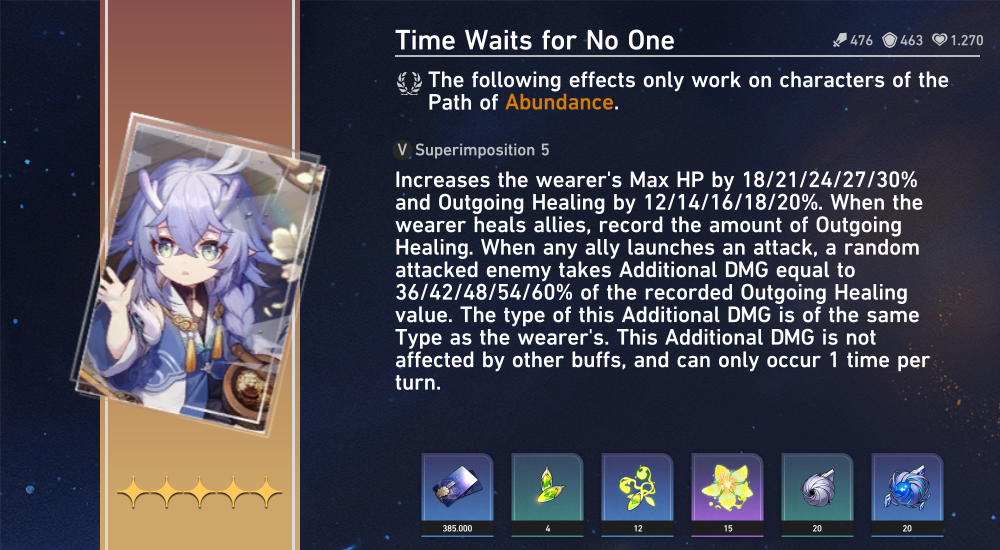 Time Waits for No One
476 463 1.270
The following effects only work on characters of the
Path of Abundance.
V Superimposition 5
Increases the wearer's Max HP by 18/21/24/27/30%
and Outgoing Healing by 12/14/16/18/20%. When the
wearer heals allies, record the amount of Outgoing
Healing. When any ally launches an attack, a random
attacked enemy takes Additional DMG equal to
36/42/48/54/60% of the recorded Outgoing Healing
value. The type of this Additional DMG is of the same
Type as the wearer's. This Additional DMG is not
affected by other buffs, and can only occur 1 time per
turn.
385.000 4 12 15 20 20